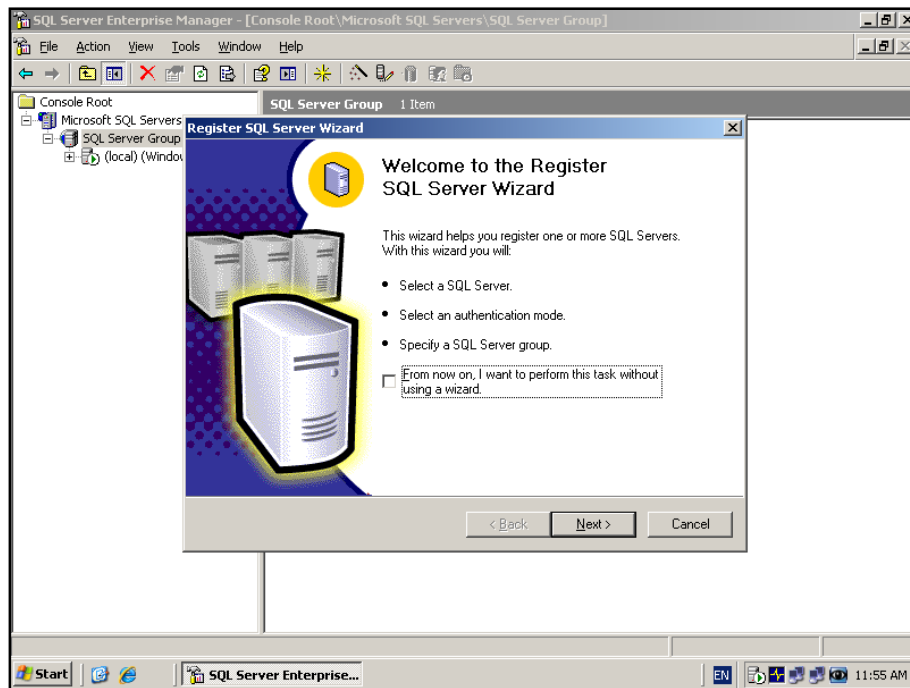 SQL Server Enterprise Manager - [Console Root\Microsoft SQL Servers\SQL Server Group]
File Action View Tools Window Help
Console Root
Microsoft SQL Servers
SQL Server Group
(local) (Window
SQL Server Group 1 Item
Register SQL Server Wizard
Welcome to the Register
SQL Server Wizard
This wizard helps you register one or more SQL Servers.
With this wizard you will:
• Select a SQL Server.
• Select an authentication mode.
• Specify a SQL Server group.
From now on, I want to perform this task without
using a wizard.
< Back Next > Cancel
Start SQL Server Enterprise... EN 11:55 AM